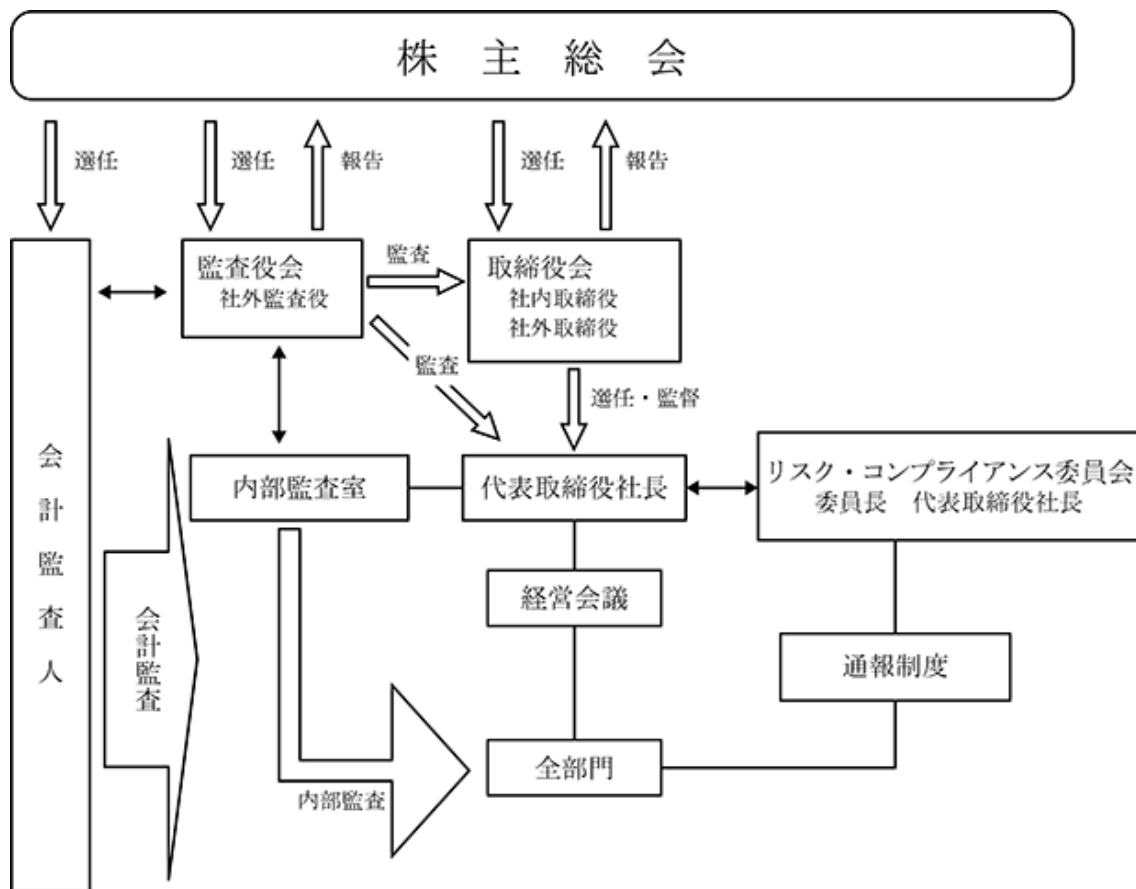 株 主 総 会
選任
選任
報告
選任
報告
監査役会
社外監査役
監査
取締役会
社内取締役
社外取締役
監査
選任・監督
会計監査人
内部監査室
代表取締役社長
リスク・コンプライアンス委員会
委員長 代表取締役社長
会計監査
経営会議
通報制度
全部門
内部監査